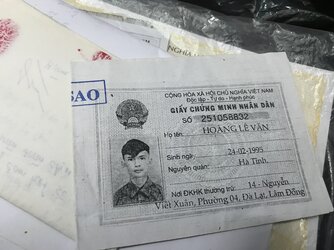 NGHĨA
SAO
CỘNG HÒA XÃ HỘI CHỦ NGHĨA VIỆT NAM
Độc lập - Tự do - Hạnh phúc
GIẤY CHỨNG MINH NHÂN DÂN
SỐ 251058832
Họ tên: HOÀNG LÊ VĂN
Sinh ngày: 24-02-1995
Nguyên quán: Hà Tĩnh
Nơi ĐKHK thường trú: 14 - Nguyễn
Viết Xuân, Phường 04, Đà Lạt, Lâm Đồng